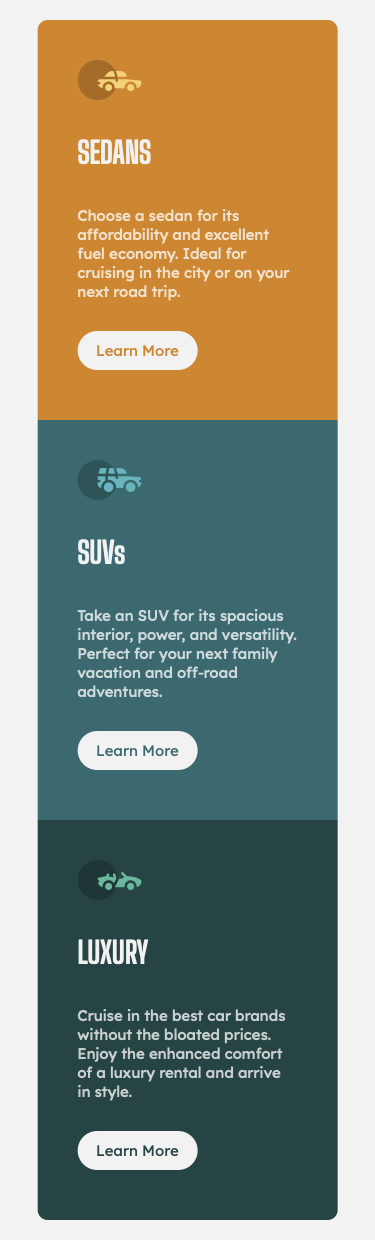 SEDANS
Choose a sedan for its
affordability and excellent
fuel economy. Ideal for
cruising in the city or on your
next road trip.
Learn More
SUVs
Take an SUV for its spacious
interior, power, and versatility.
Perfect for your next family
vacation and off-road
adventures.
Learn More
LUXURY
Cruise in the best car brands
without the bloated prices.
Enjoy the enhanced comfort
of a luxury rental and arrive
in style.
Learn More